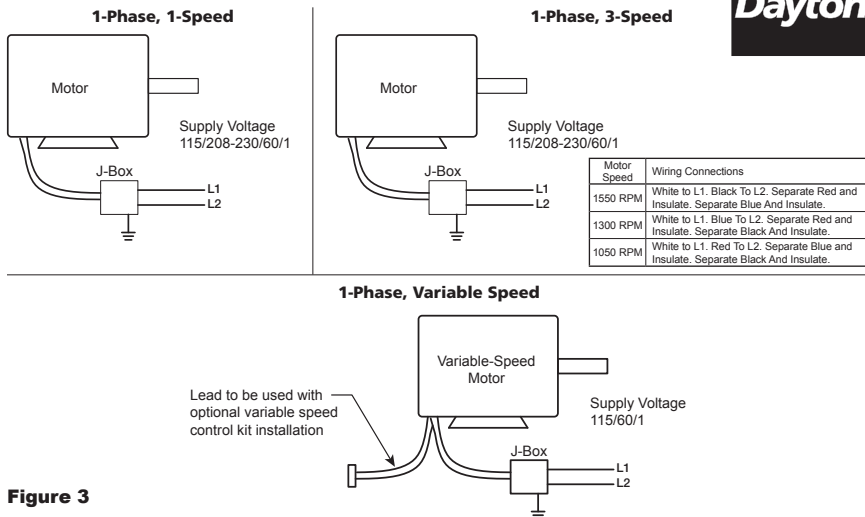 1-Phase, 1-Speed
Motor
Supply Voltage
115/208-230/60/1
J-Box
L1
L2
1-Phase, 3-Speed
Dayton
Motor
Supply Voltage
115/208-230/60/1
J-Box
L1
L2
Motor Speed | Wiring Connections
1550 RPM | White to L1. Black To L2. Separate Red and
Insulate. Separate Blue And Insulate.
1300 RPM | White to L1. Blue To L2. Separate Red and
Insulate. Separate Black And Insulate.
1050 RPM | White to L1. Red To L2. Separate Blue and
Insulate. Separate Black And Insulate.
1-Phase, Variable Speed
Variable-Speed
Motor
Lead to be used with
optional variable speed
control kit installation
Supply Voltage
115/60/1
J-Box
L1
L2
Figure 3